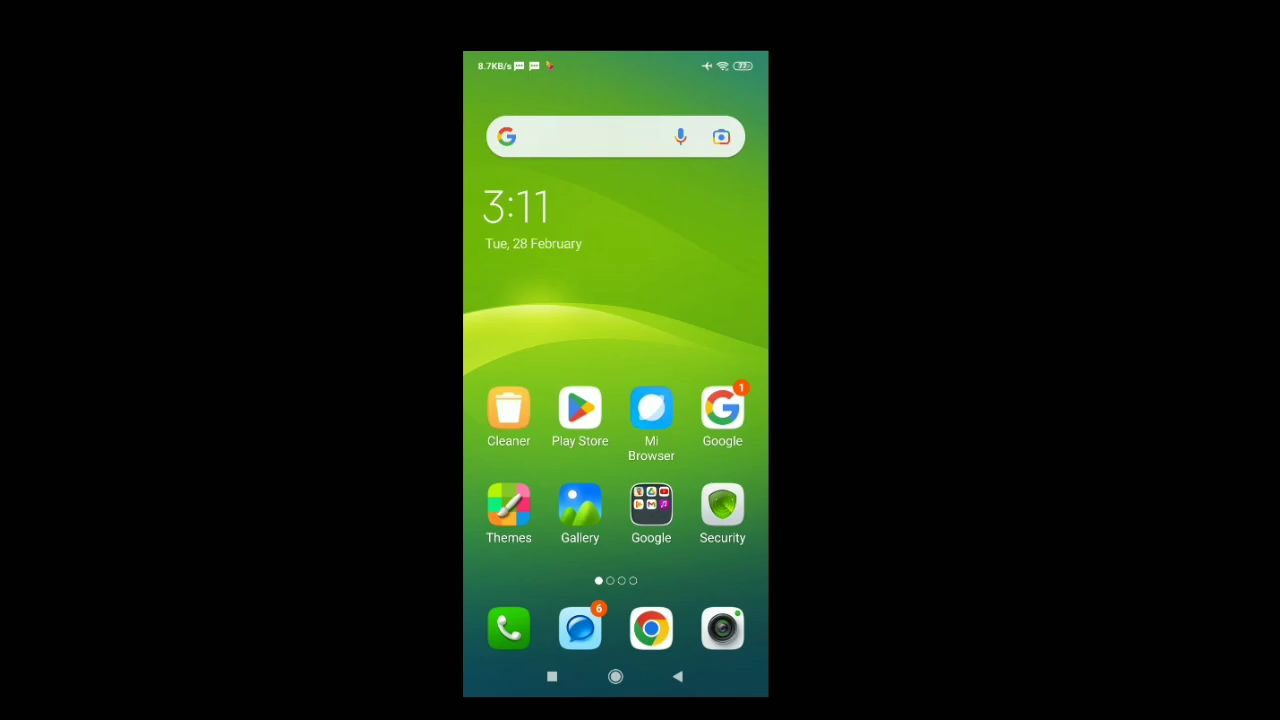 8.7KB/s 77
3:11
Tue, 28 February
1
Cleaner Play Store Mi Browser Google
Themes Gallery Google Security
6